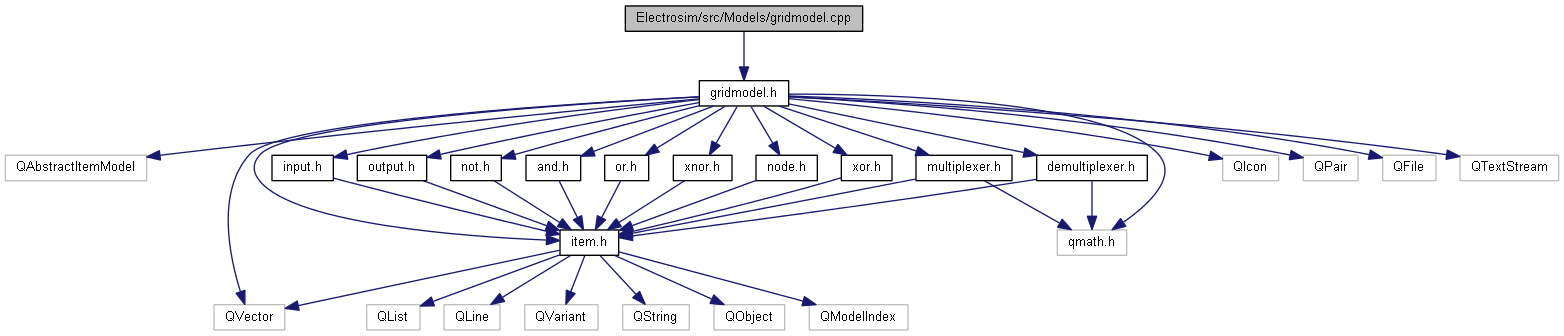 Electrosim/src/Models/gridmodel.cpp
gridmodel.h
QAbstractItemModel
input.h
output.h
not.h
and.h
or.h
xnor.h
node.h
xor.h
multiplexer.h
demultiplexer.h
QIcon
QPair
QFile
QTextStream
item.h
qmath.h
QVector
QList
QLine
QVariant
QString
QObject
QModelIndex